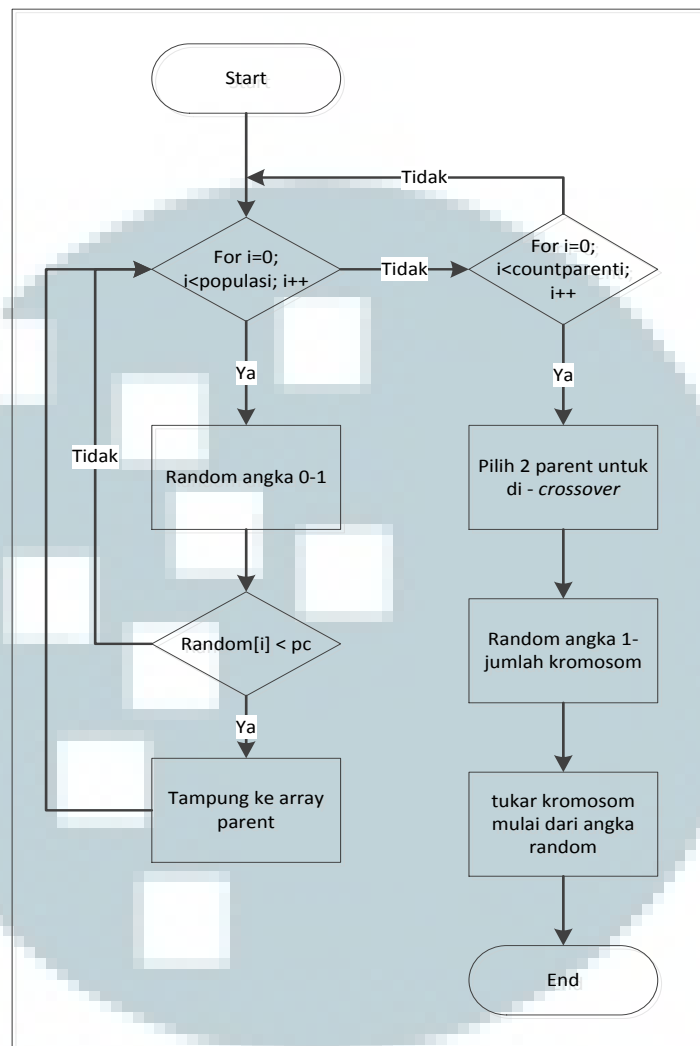 Start
Tidak
For i=0;
i<populasi; i++
Tidak
For i=0;
i<countparenti;
i++
Ya
Ya
Tidak
Random angka 0-1
Pilih 2 parent untuk
di - crossover
Random[i] < pc
Random angka 1-
jumlah kromosom
Ya
Tampung ke array
parent
tukar kromosom
mulai dari angka
random
End